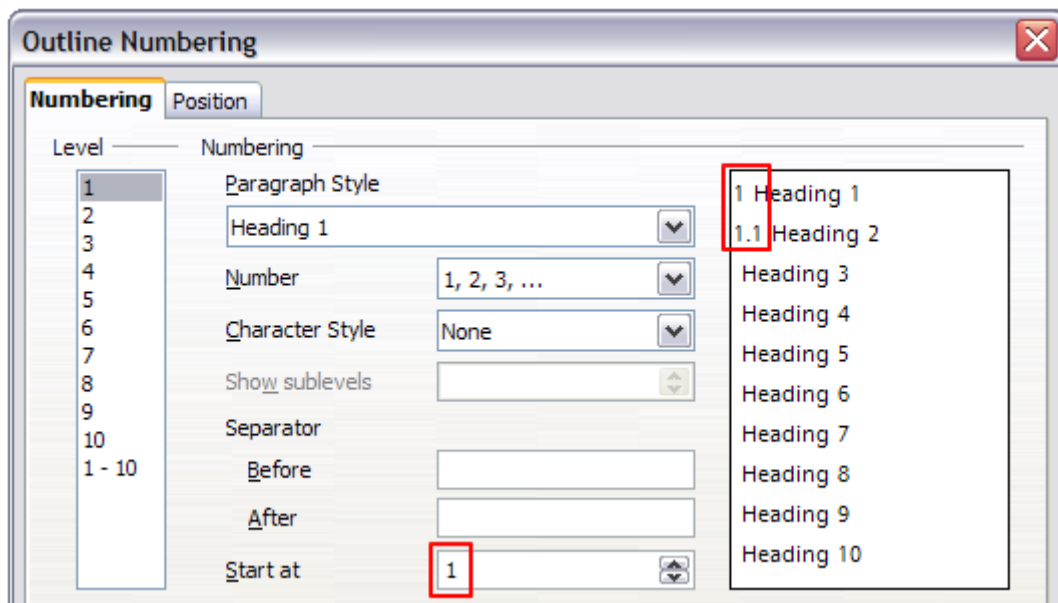 Outline Numbering
Numbering Position
Level Numbering
1
2
3
4
5
6
7
8
9
10
1 - 10
Paragraph Style
Heading 1
Number 1, 2, 3, ...
Character Style None
Show sublevels
Separator
Before
After
Start at 1
1 Heading 1
1.1 Heading 2
Heading 3
Heading 4
Heading 5
Heading 6
Heading 7
Heading 8
Heading 9
Heading 10